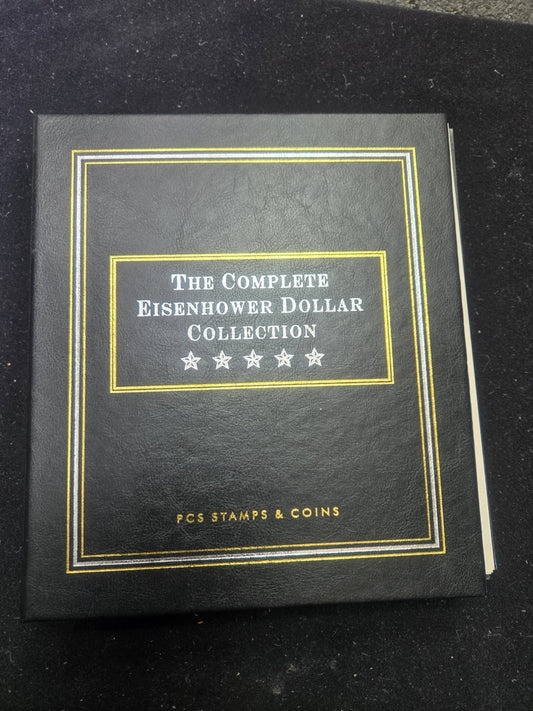 THE COMPLETE
EISENHOWER DOLLAR
COLLECTION
PCS STAMPS & COINS